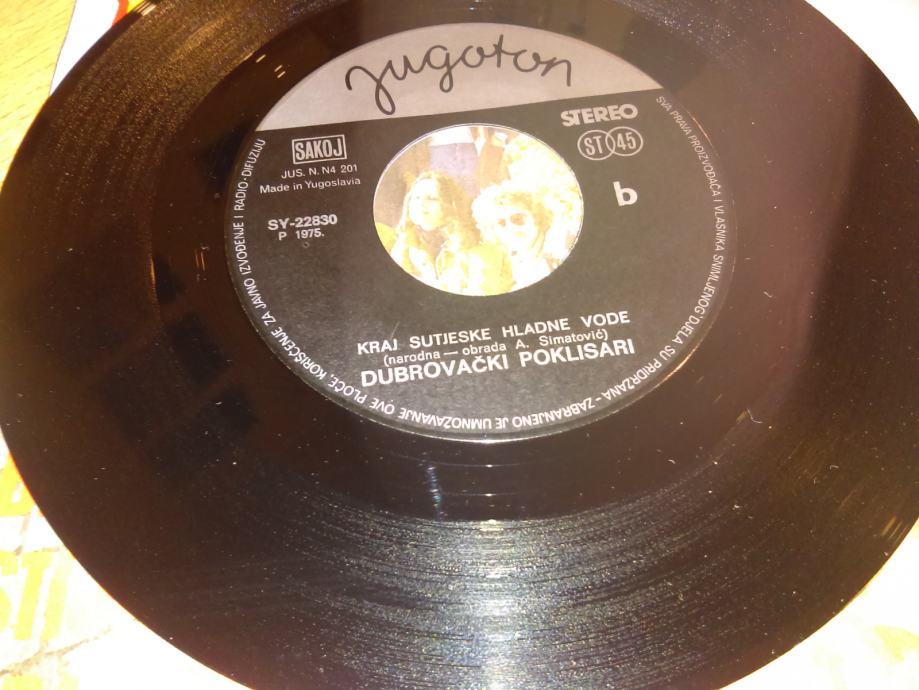 jugoton
STEREO
ST 45
SAKOJ
JUS. N. N4 201
Made in Yugoslavia
b
SY-22830
P 1975.
KRAJ SUTJESKE HLADNE VODE
(narodna — obrada A. Simatović)
DUBROVAČKI POKLISARI
SVA PRAVA PROIZVOĐAČA I VLASNIKA SNIMLJENOG DJELA SU PRIDRŽANA - ZABRANJENO JE UMNOŽAVANJE OVE PLOČE, KORIŠĆENJE ZA JAVNO IZVOĐENJE I RADIO-DIFUZIJU